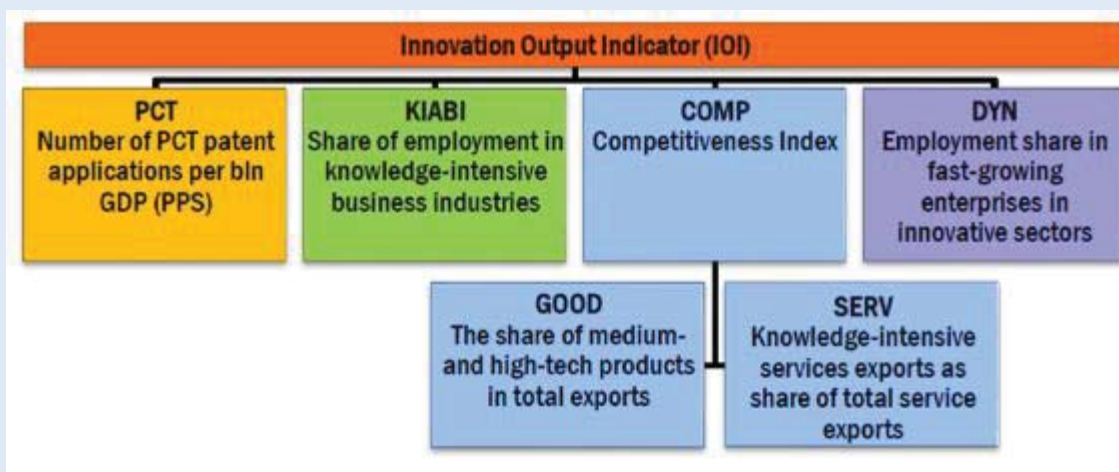 Innovation Output Indicator (IOI)
PCT
Number of PCT patent
applications per bln
GDP (PPS)
KIABI
Share of employment in
knowledge-intensive
business industries
COMP
Competitiveness Index
DYN
Employment share in
fast-growing
enterprises in
innovative sectors
GOOD
The share of medium-
and high-tech products
in total exports
SERV
Knowledge-intensive
services exports as
share of total service
exports